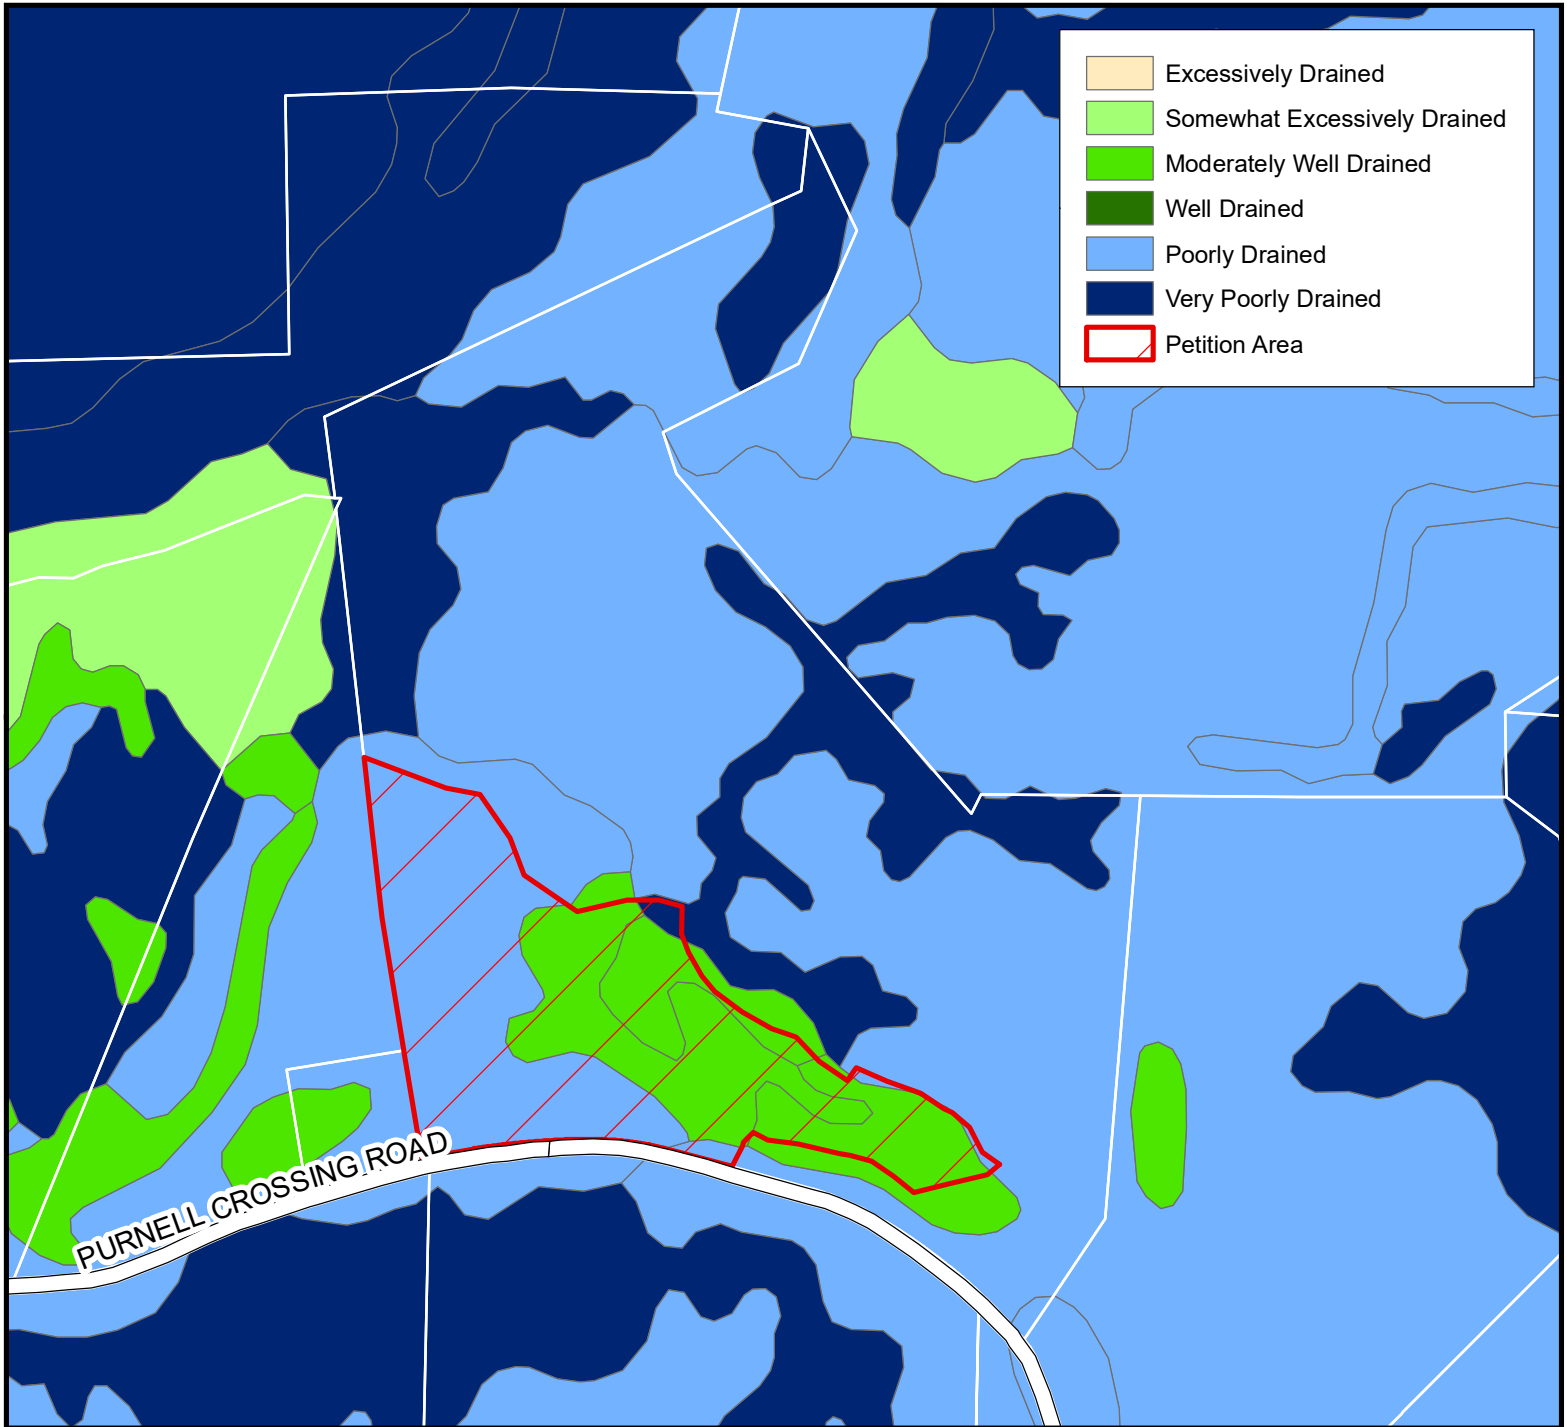 Excessively Drained
Somewhat Excessively Drained
Moderately Well Drained
Well Drained
Poorly Drained
Very Poorly Drained
Petition Area
PURNELL CROSSING ROAD